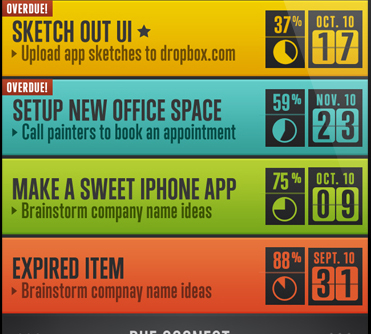 OVERDUE!
SKETCH OUT UI ★
Upload app sketches to dropbox.com
37%
OCT. 10
17
OVERDUE!
SETUP NEW OFFICE SPACE
Call painters to book an appointment
59%
NOV. 10
23
MAKE A SWEET IPHONE APP
Brainstorm company name ideas
75%
OCT. 10
09
EXPIRED ITEM
Brainstorm compnay name ideas
88%
SEPT. 10
31